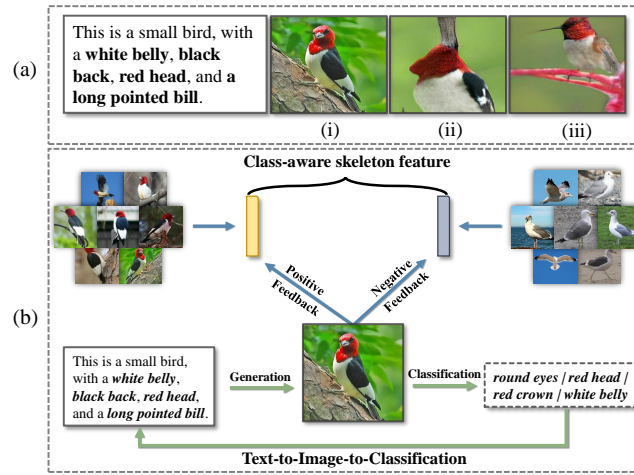 (a)
This is a small bird, with
a white belly, black
back, red head, and a
long pointed bill.
(i)
(ii)
(iii)
(b)
Class-aware skeleton feature
Positive
Feedback
Negative
Feedback
This is a small bird,
with a white belly,
black back, red head,
and a long pointed bill.
Generation
Classification
round eyes | red head |
red crown | white belly
Text-to-Image-to-Classification